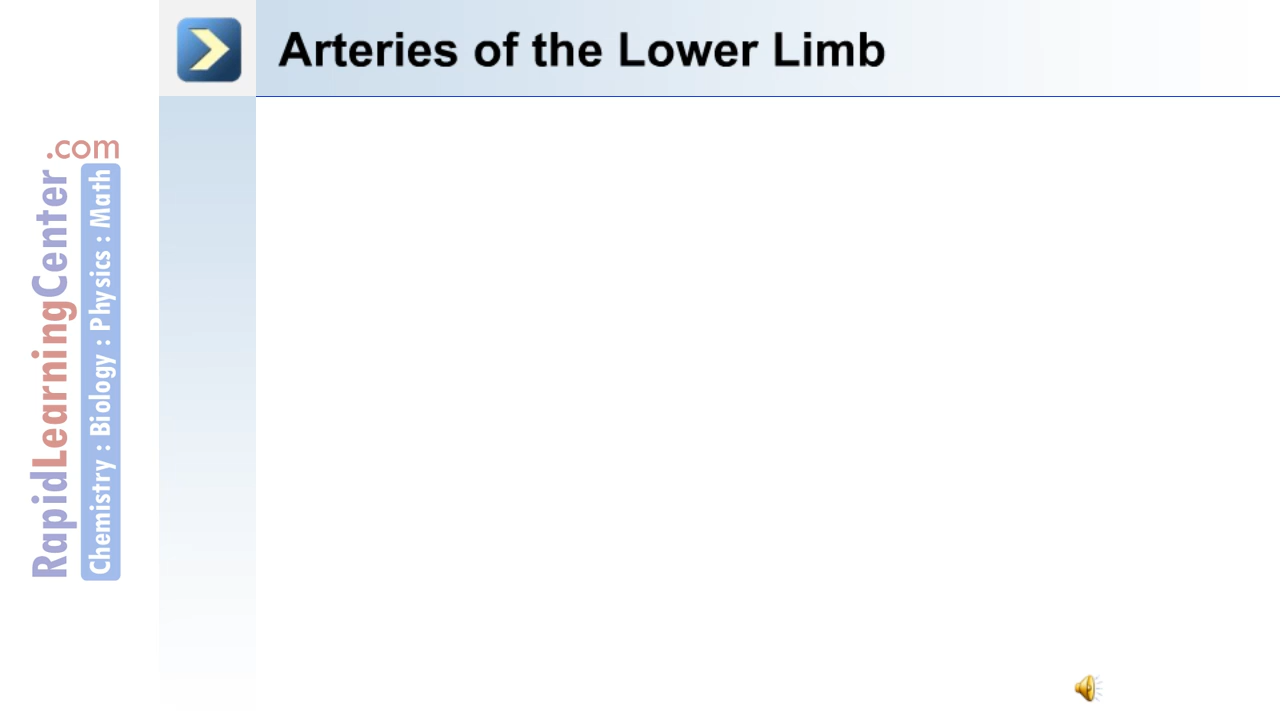 Arteries of the Lower Limb
RapidLearningCenter
.com
Chemistry : Biology : Physics : Math